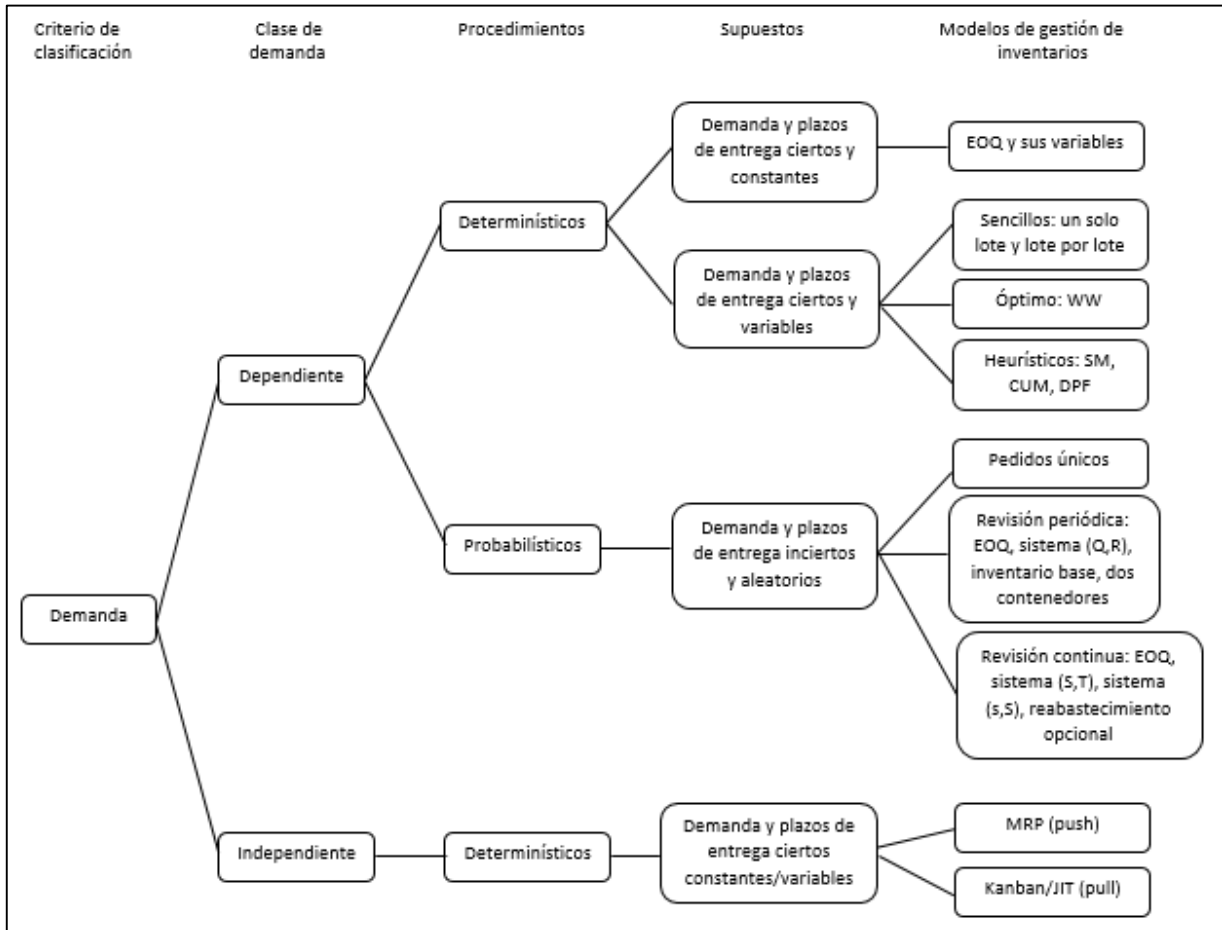 Criterio de
clasificación
Clase de
demanda
Procedimientos
Supuestos
Modelos de gestión de
inventarios
Demanda y plazos
de entrega ciertos y
constantes
EOQ y sus variables
Determinísticos
Sencillos: un solo
lote y lote por lote
Demanda y plazos
de entrega ciertos y
variables
Óptimo: WW
Heurísticos: SM,
CUM, DPF
Dependiente
Pedidos únicos
Probabilísticos
Demanda y plazos
de entrega inciertos
y aleatorios
Revisión periódica:
EOQ, sistema (Q,R),
inventario base, dos
contenedores
Demanda
Revisión continua: EOQ,
sistema (S,T), sistema
(s,S), reabastecimiento
opcional
Independiente
Determinísticos
Demanda y plazos de
entrega ciertos
constantes/variables
MRP (push)
Kanban/JIT (pull)